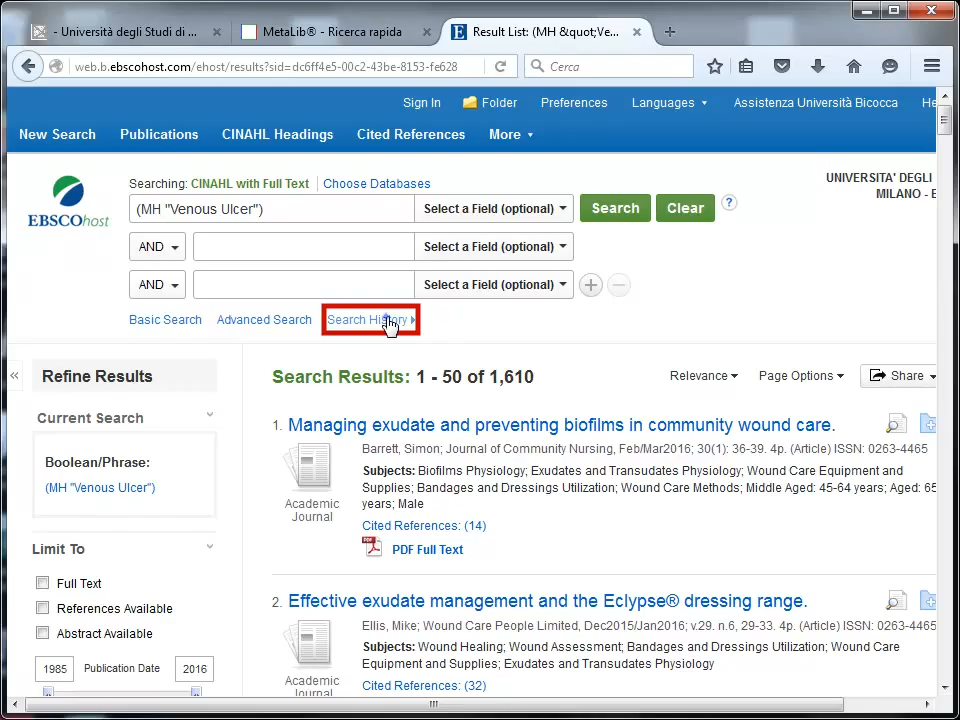 - Università degli Studi di ...
MetaLib® - Ricerca rapida
Result List: (MH &quot;Ve...
web.b.ebscohost.com/ehost/results?sid=dc6ff4e5-00c2-43be-8153-fe628
Cerca
Sign In
Folder
Preferences
Languages
Assistenza Università Bicocca
He
New Search
Publications
CINAHL Headings
Cited References
More
Searching: CINAHL with Full Text
Choose Databases
UNIVERSITA' DEGLI
MILANO - E
EBSCOhost
(MH "Venous Ulcer")
Select a Field (optional)
Search
Clear
?
AND
Select a Field (optional)
AND
Select a Field (optional)
Basic Search
Advanced Search
Search History
«
Refine Results
Current Search
Boolean/Phrase:
(MH "Venous Ulcer")
Limit To
Full Text
References Available
Abstract Available
1985
Publication Date
2016
Search Results: 1 - 50 of 1,610
Relevance
Page Options
Share
1. Managing exudate and preventing biofilms in community wound care.
Barrett, Simon; Journal of Community Nursing, Feb/Mar2016; 30(1): 36-39. 4p. (Article) ISSN: 0263-4465
Subjects: Biofilms Physiology; Exudates and Transudates Physiology; Wound Care Equipment and
Supplies; Bandages and Dressings Utilization; Wound Care Methods; Middle Aged: 45-64 years; Aged: 65
years; Male
Academic
Journal
Cited References: (14)
PDF Full Text
2. Effective exudate management and the Eclypse® dressing range.
Ellis, Mike; Wound Care People Limited, Dec2015/Jan2016; v.29. n.6, 29-33. 4p. (Article) ISSN: 0263-4465
Subjects: Wound Healing; Wound Assessment; Bandages and Dressings Utilization; Wound Care
Equipment and Supplies; Exudates and Transudates Physiology
Academic
Journal
Cited References: (32)